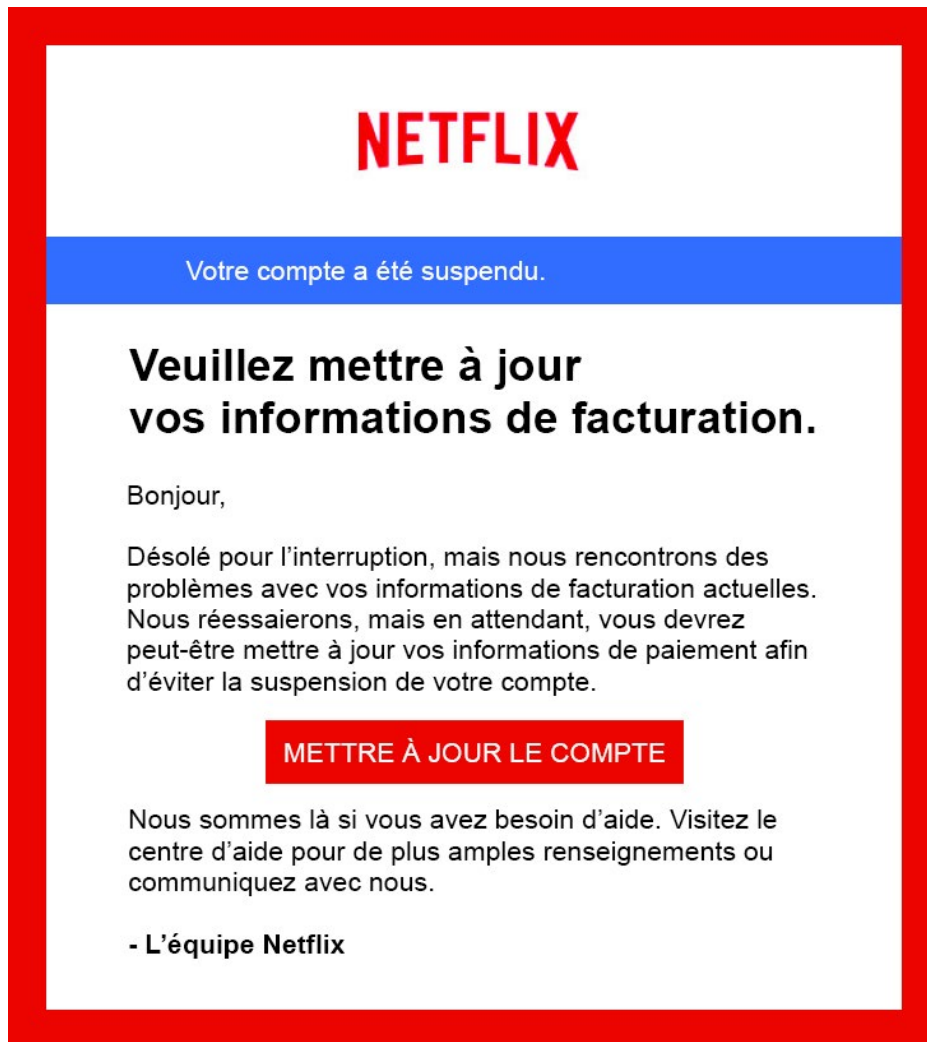 NETFLIX
Votre compte a été suspendu.
Veuillez mettre à jour
vos informations de facturation.
Bonjour,
Désolé pour l’interruption, mais nous rencontrons des
problèmes avec vos informations de facturation actuelles.
Nous réessaierons, mais en attendant, vous devrez
peut-être mettre à jour vos informations de paiement afin
d’éviter la suspension de votre compte.
METTRE À JOUR LE COMPTE
Nous sommes là si vous avez besoin d’aide. Visitez le
centre d’aide pour de plus amples renseignements ou
communiquez avec nous.
- L’équipe Netflix